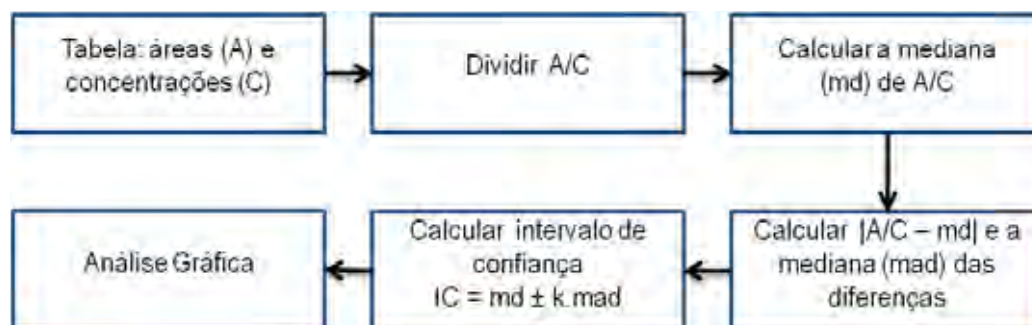 Tabela: áreas (A) e
concentrações (C)
Dividir A/C
Calcular a mediana
(md) de A/C
Calcular |A/C – md| e a
mediana (mad) das
diferenças
Calcular intervalo de
confiança
IC = md ± k.mad
Análise Gráfica